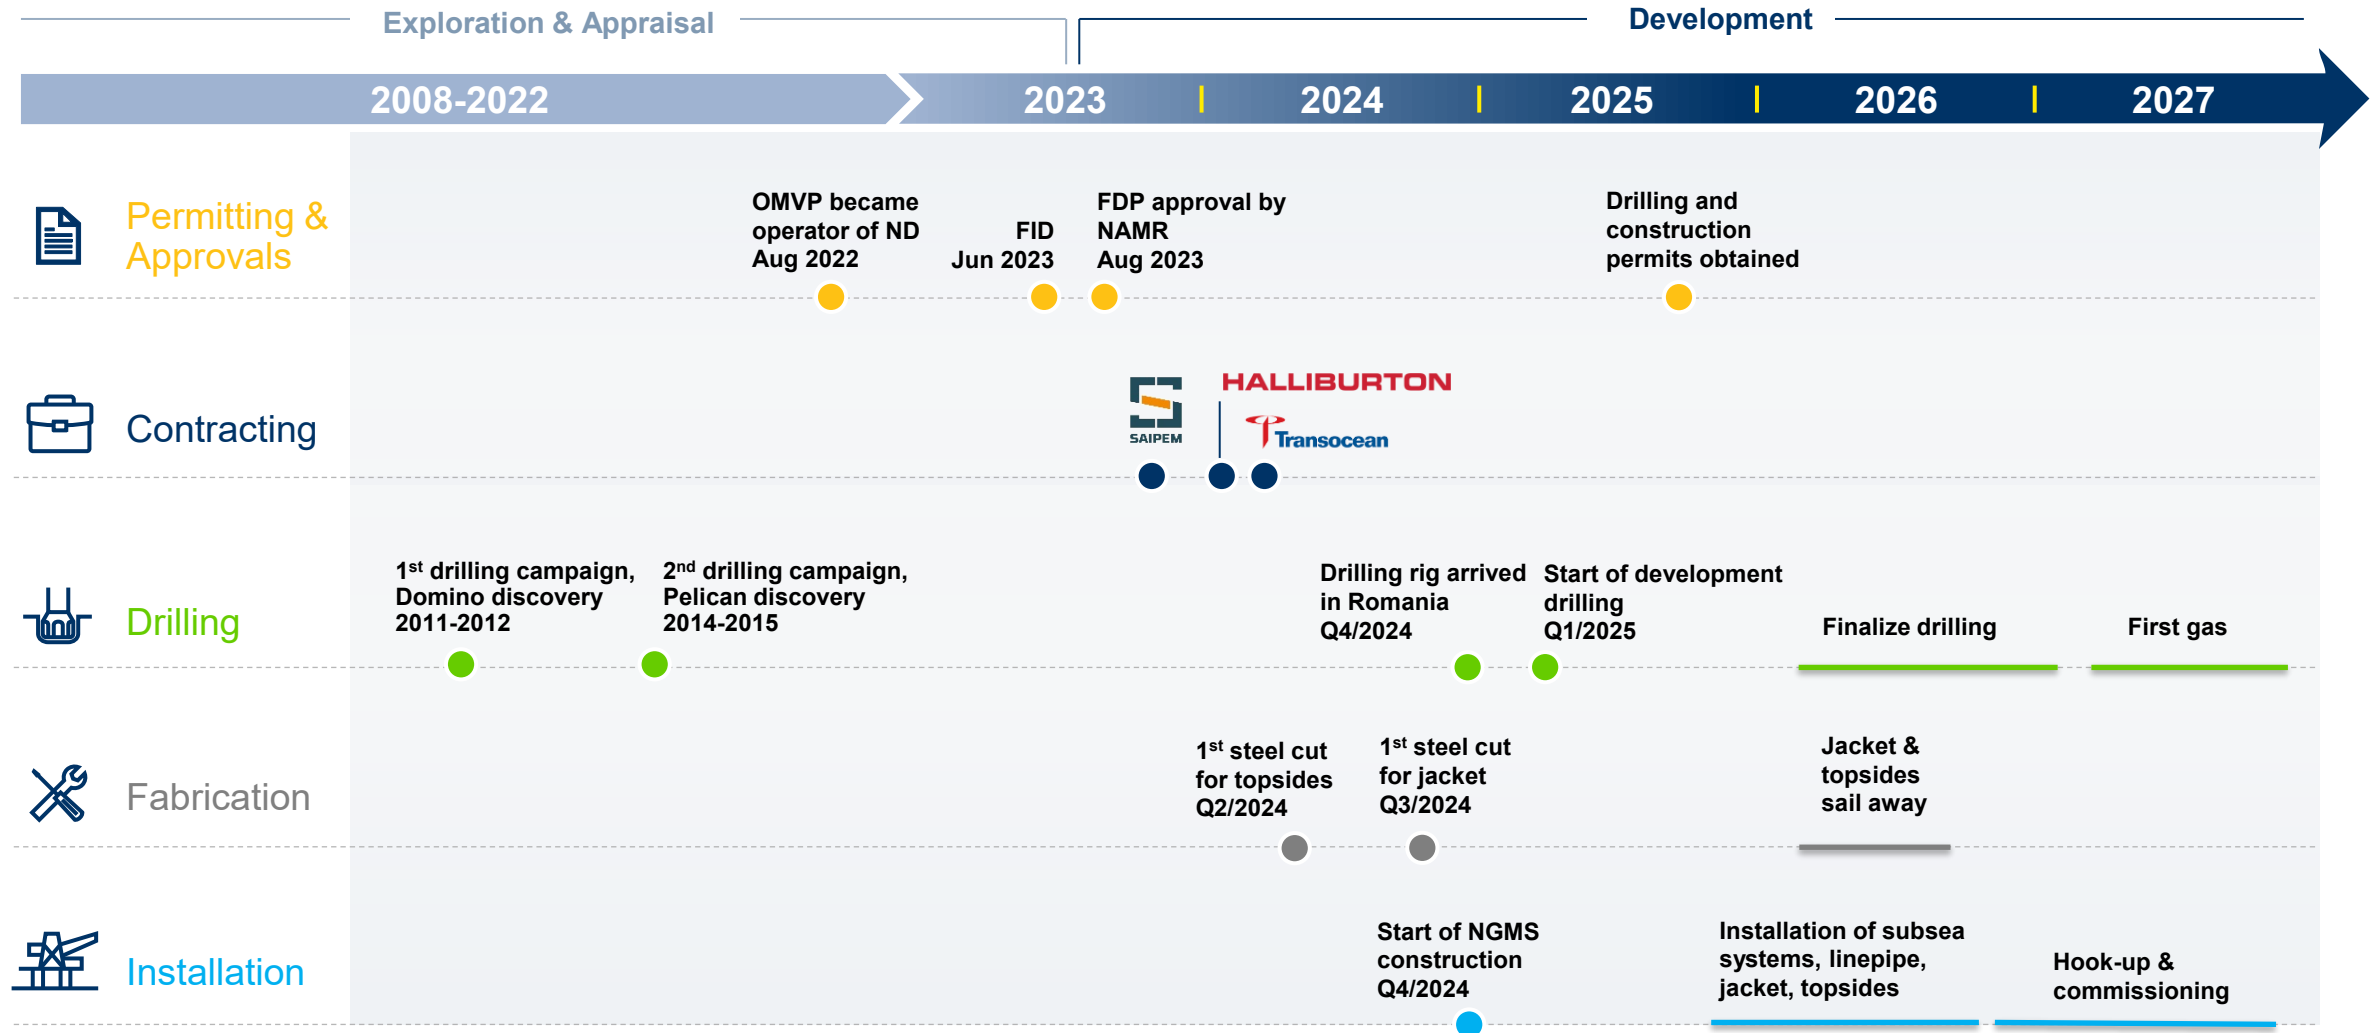 Exploration & Appraisal
Development
2008-2022
2023
2024
2025
2026
2027
Permitting &
Approvals
OMVP became
operator of ND
Aug 2022
FID
Jun 2023
FDP approval by
NAMR
Aug 2023
Drilling and
construction
permits obtained
Contracting
SAIPEM
HALLIBURTON
Transocean
Drilling
1st drilling campaign,
Domino discovery
2011-2012
2nd drilling campaign,
Pelican discovery
2014-2015
Drilling rig arrived
in Romania
Q4/2024
Start of development
drilling
Q1/2025
Finalize drilling
First gas
Fabrication
1st steel cut
for topsides
Q2/2024
1st steel cut
for jacket
Q3/2024
Jacket &
topsides
sail away
Installation
Start of NGMS
construction
Q4/2024
Installation of subsea
systems, linepipe,
jacket, topsides
Hook-up &
commissioning